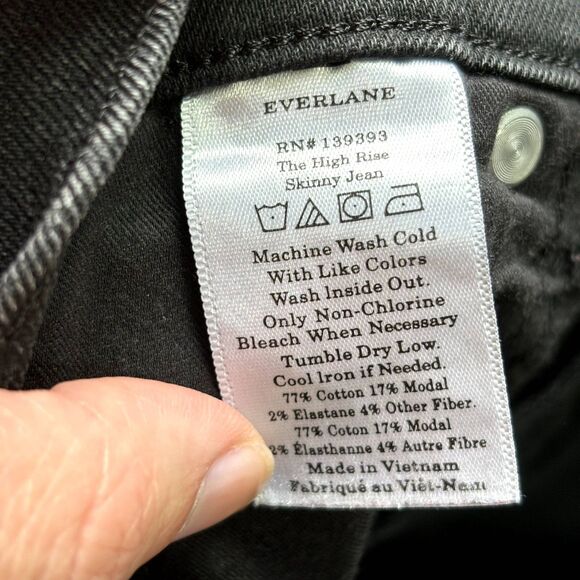 EVERLANE
RN# 139393
The High Rise
Skinny Jean
Machine Wash Cold
With Like Colors
Wash Inside Out.
Only Non-Chlorine
Bleach When Necessary
Tumble Dry Low.
Cool Iron if Needed.
77% Cotton 17% Modal
2% Elastane 4% Other Fiber.
77% Coton 17% Modal
2% Élasthanne 4% Autre Fibre
Made in Vietnam
Fabriqué au Viêt-Nam